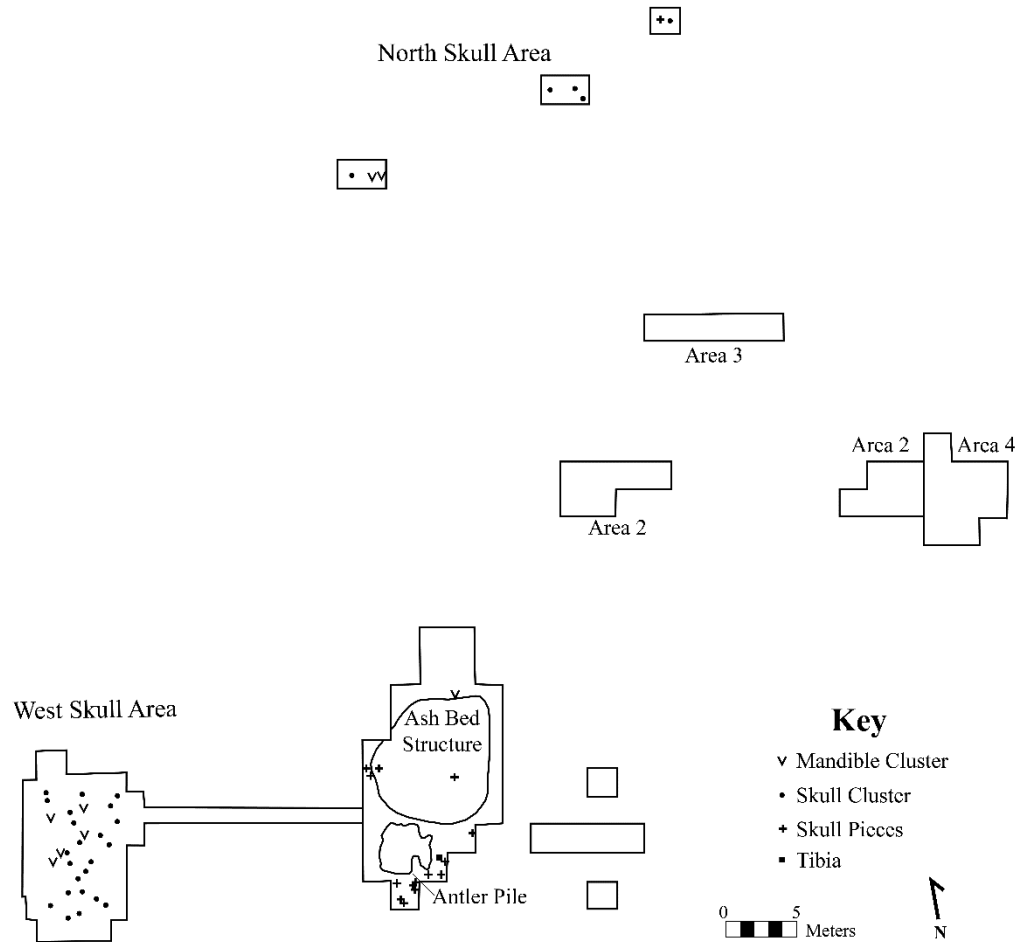 North Skull Area
Area 3
Area 2
Area 4
Area 2
West Skull Area
Ash Bed
Structure
Antler Pile
Key
Mandible Cluster
Skull Cluster
Skull Pieces
Tibia
0
5
Meters
N